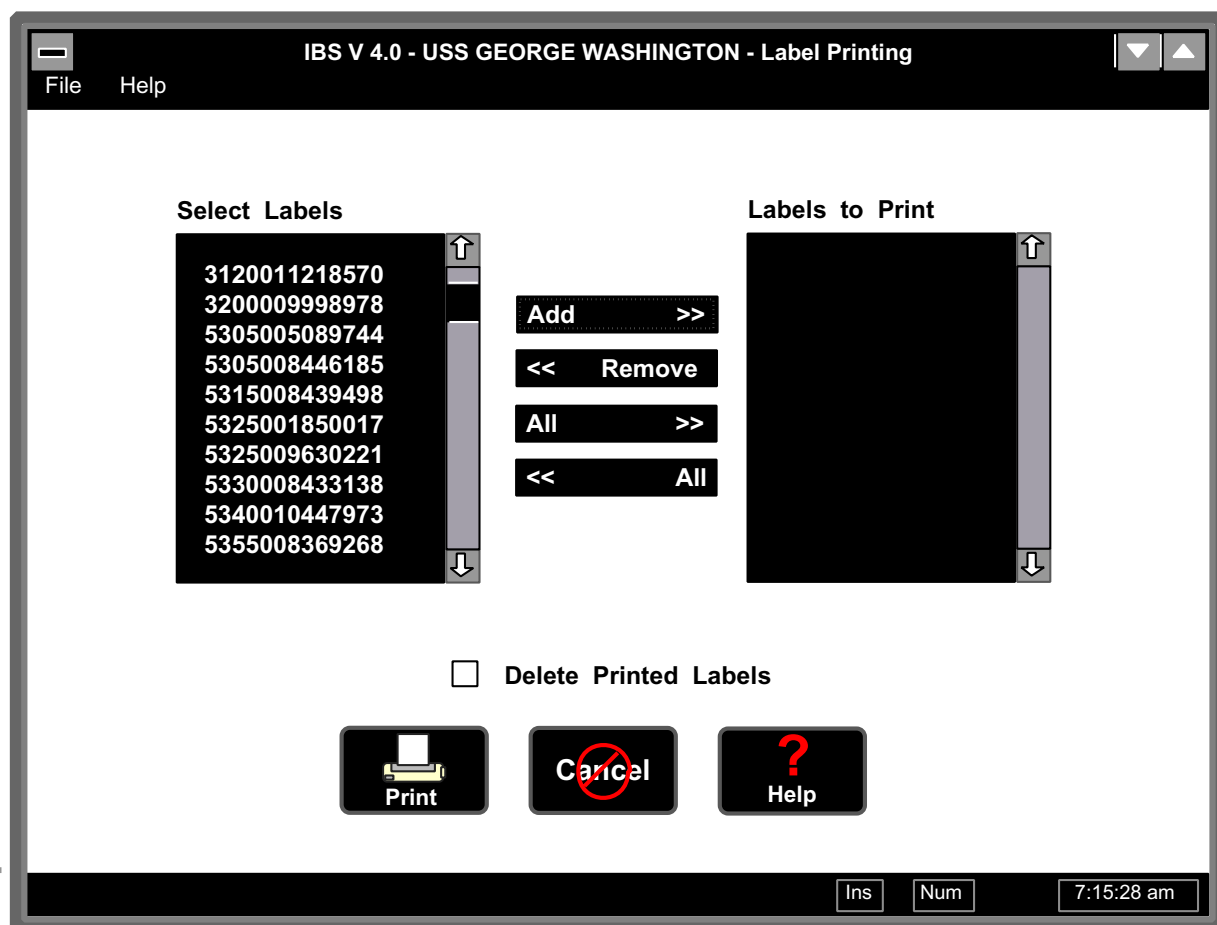 IBS V 4.0 - USS GEORGE WASHINGTON - Label Printing
File Help
Select Labels
3120011218570
3200009998978
5305005089744
5305008446185
5315008439498
5325001850017
5325009630221
5330008433138
5340010447973
5355008369268
Add >>
<< Remove
All >>
<< All
Labels to Print
Delete Printed Labels
Print
Cancel
?
Help
Ins Num 7:15:28 am